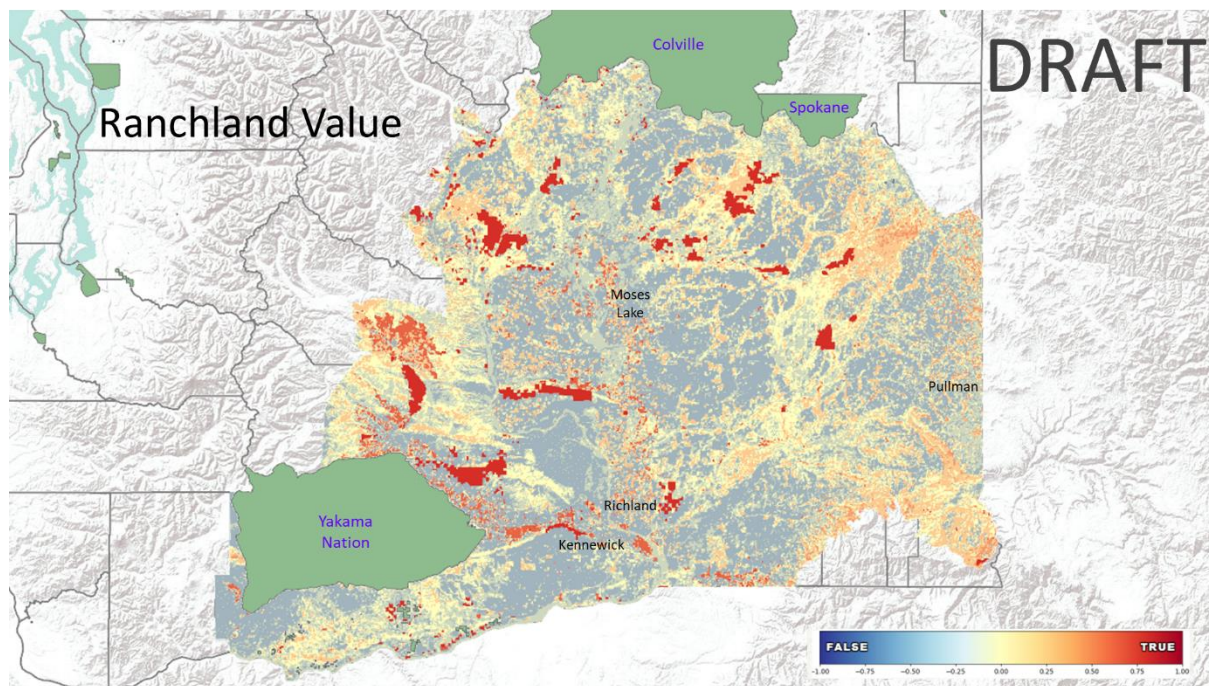 Colville
DRAFT
Ranchland Value
Spokane
Moses
Lake
Pullman
Richland
Yakama
Nation
Kennewick
FALSE
TRUE
-1.00
-0.75
-0.50
-0.25
0.00
0.25
0.50
0.75
1.00